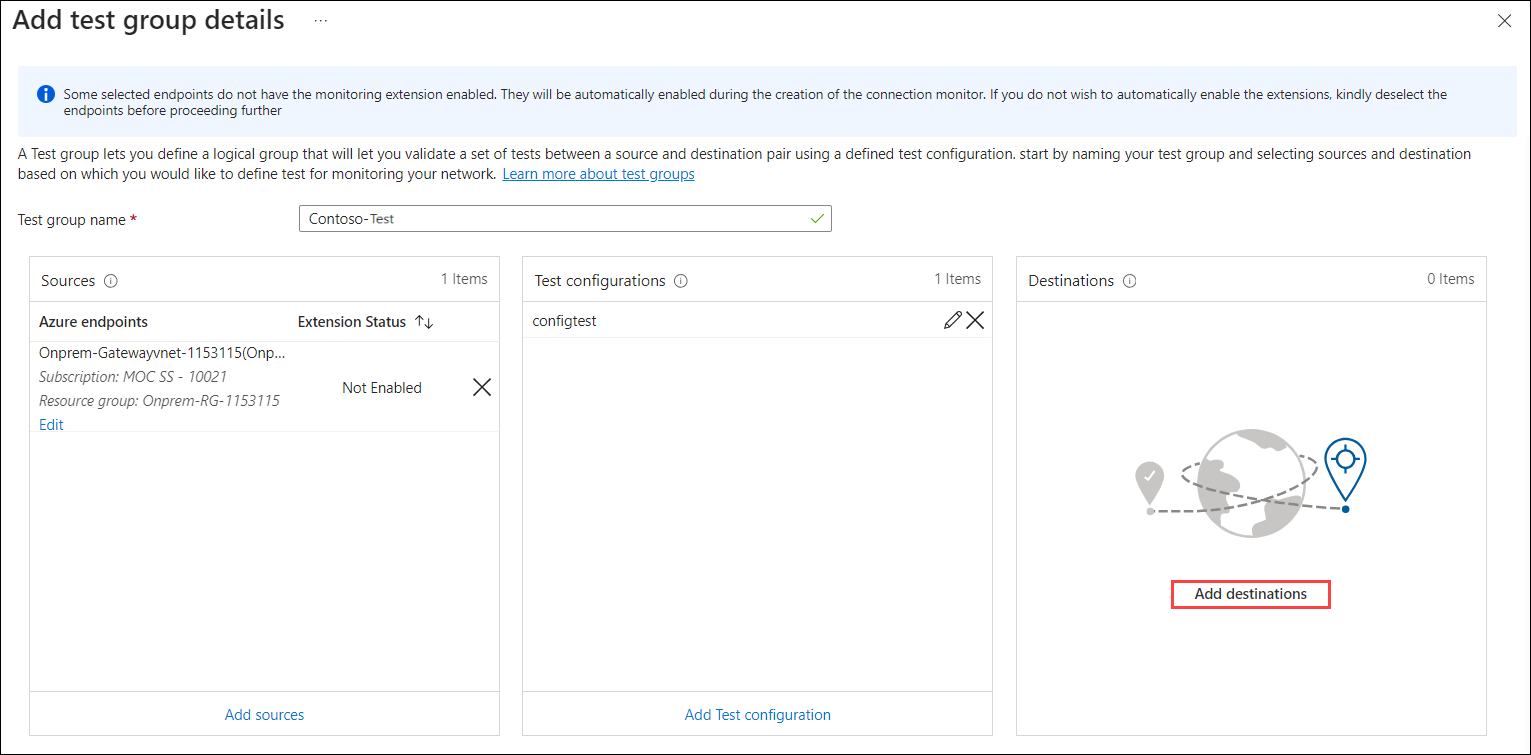 Add test group details ...
Some selected endpoints do not have the monitoring extension enabled. They will be automatically enabled during the creation of the connection monitor. If you do not wish to automatically enable the extensions, kindly deselect the
endpoints before proceeding further
A Test group lets you define a logical group that will let you validate a set of tests between a source and destination pair using a defined test configuration. start by naming your test group and selecting sources and destination
based on which you would like to define test for monitoring your network. Learn more about test groups
Test group name *
Contoso-Test
Sources
1 Items
Azure endpoints
Extension Status
Onprem-Gatewayvnet-1153115(Onp...
Subscription: MOC SS - 10021
Resource group: Onprem-RG-1153115
Edit
Not Enabled
Add sources
Test configurations
1 Items
configtest
Add Test configuration
Destinations
0 Items
Add destinations